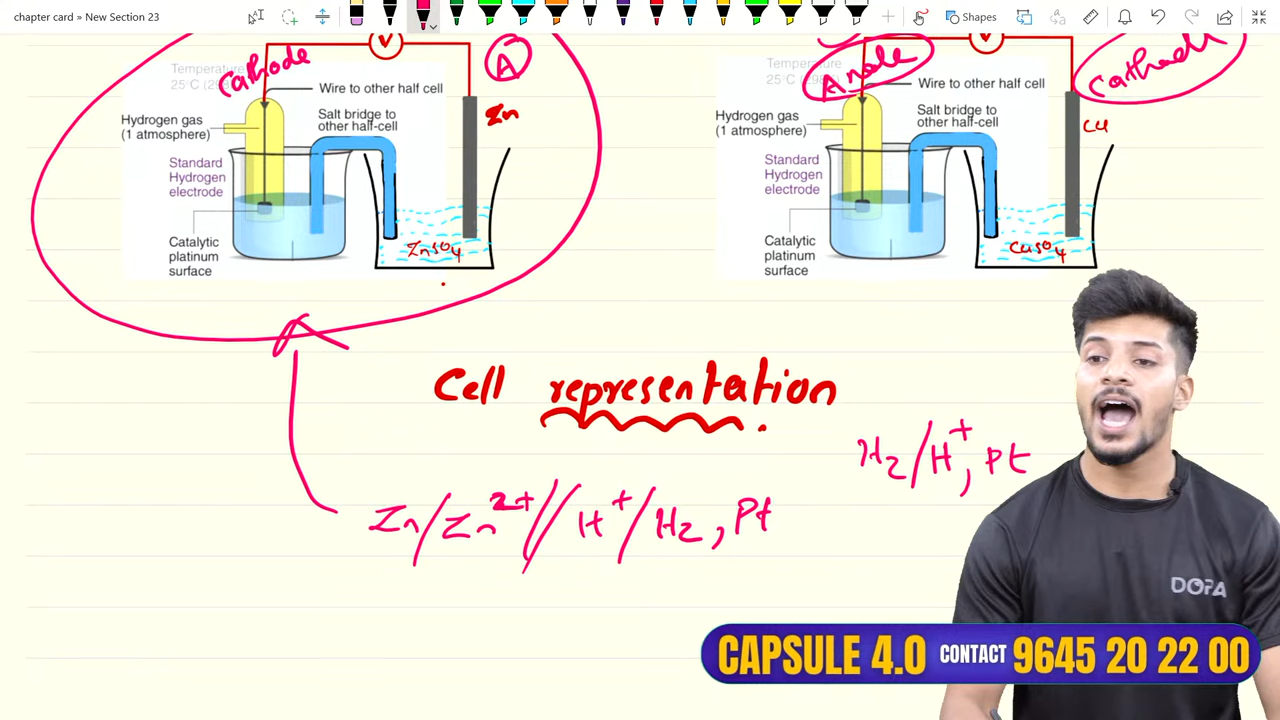 chapter card » New Section 23
Shapes
V
Cathode
A
Temperature
25°C
Wire to other half cell
Hydrogen gas
(1 atmosphere)
Salt bridge to
other half-cell
Zn
Standard
Hydrogen
electrode
Catalytic
platinum
surface
ZnSO4
V
Anode
Cathode
Temperature
25°C
Wire to other half cell
Hydrogen gas
(1 atmosphere)
Salt bridge to
other half-cell
Cu
Standard
Hydrogen
electrode
Catalytic
platinum
surface
CuSO4
Cell representation
H2/H+, Pt
Zn/Zn2+//H+/H2, Pt
DOPA
CAPSULE 4.0 CONTACT 9645 20 22 00